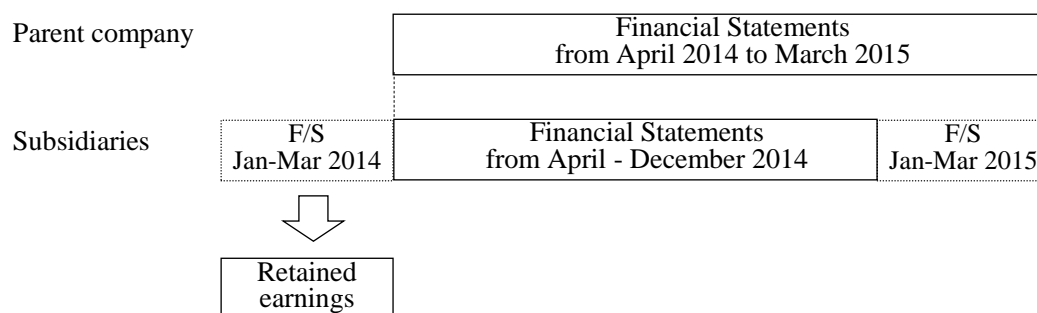 Parent company
Financial Statements
from April 2014 to March 2015
Subsidiaries
F/S
Jan-Mar 2014
Financial Statements
from April - December 2014
F/S
Jan-Mar 2015
Retained
earnings